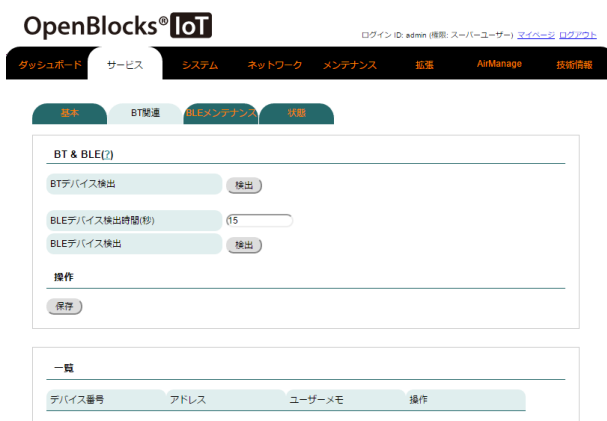 OpenBlocks® IoT
ログイン ID: admin (権限: スーパーユーザー) マイページ ログアウト
ダッシュボード サービス システム ネットワーク メンテナンス 拡張 AirManage 技術情報
基本 BT関連 BLEメンテナンス 状態
BT & BLE(?)
BTデバイス検出 検出
BLEデバイス検出時間(秒) 15
BLEデバイス検出 検出
操作
保存
一覧
デバイス番号 アドレス ユーザーメモ 操作